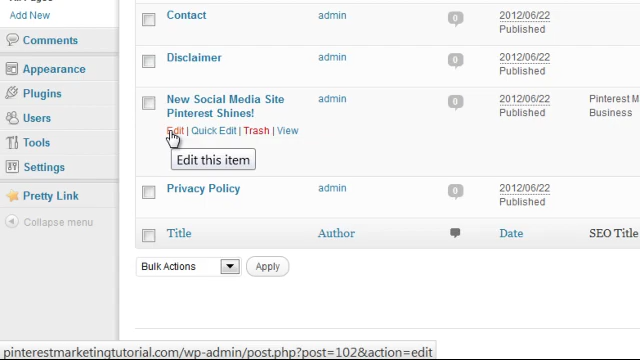 Add New
Contact
admin
0
2012/06/22
Published
Comments
Disclaimer
admin
0
2012/06/22
Published
Appearance
Plugins
New Social Media Site
Pinterest Shines!
admin
0
2012/06/22
Published
Pinterest M
Business
Users
Edit | Quick Edit | Trash | View
Tools
Edit this item
Settings
Pretty Link
Privacy Policy
admin
0
2012/06/22
Published
Collapse menu
Title
Author
Date
SEO Title
Bulk Actions
Apply
pinterestmarketingtutorial.com/wp-admin/post.php?post=102&action=edit